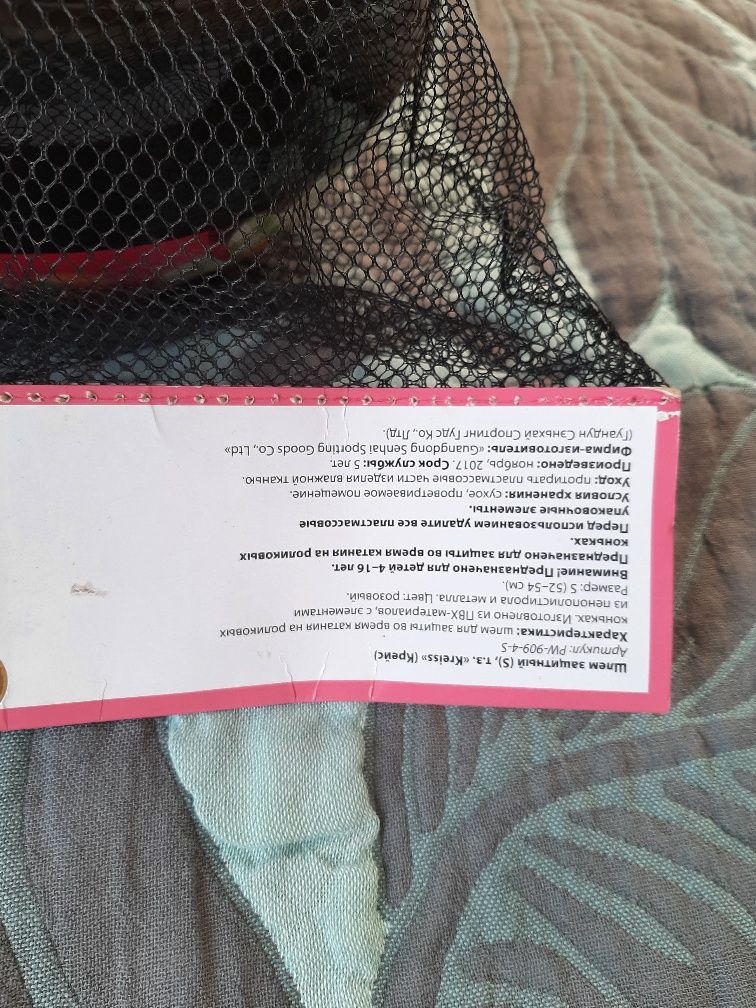 Шлем защитный (S), т.з. «Kreiss» (Крейс)
Артикул: PW-909-4-S
Характеристика: шлем для защиты во время катания на роликовых
коньках. Изготовлено из ПВХ-материалов, с элементами
из пенополистирола и металла. Цвет: розовый.
Размер: S (52–54 см).
Внимание! Предназначено для детей 4–16 лет.
Предназначено для защиты во время катания на роликовых
коньках.
Перед использованием удалите все пластмассовые
упаковочные элементы.
Условия хранения: сухое, проветриваемое помещение.
Уход: протирать пластмассовые части изделия влажной тканью.
Произведено: ноябрь, 2017. Срок службы: 5 лет.
Фирма-изготовитель: «Guangdong Senhai Sporting Goods Co., Ltd»
(Гуандун Сэньхай Спортинг Гудс Ко., Лтд).